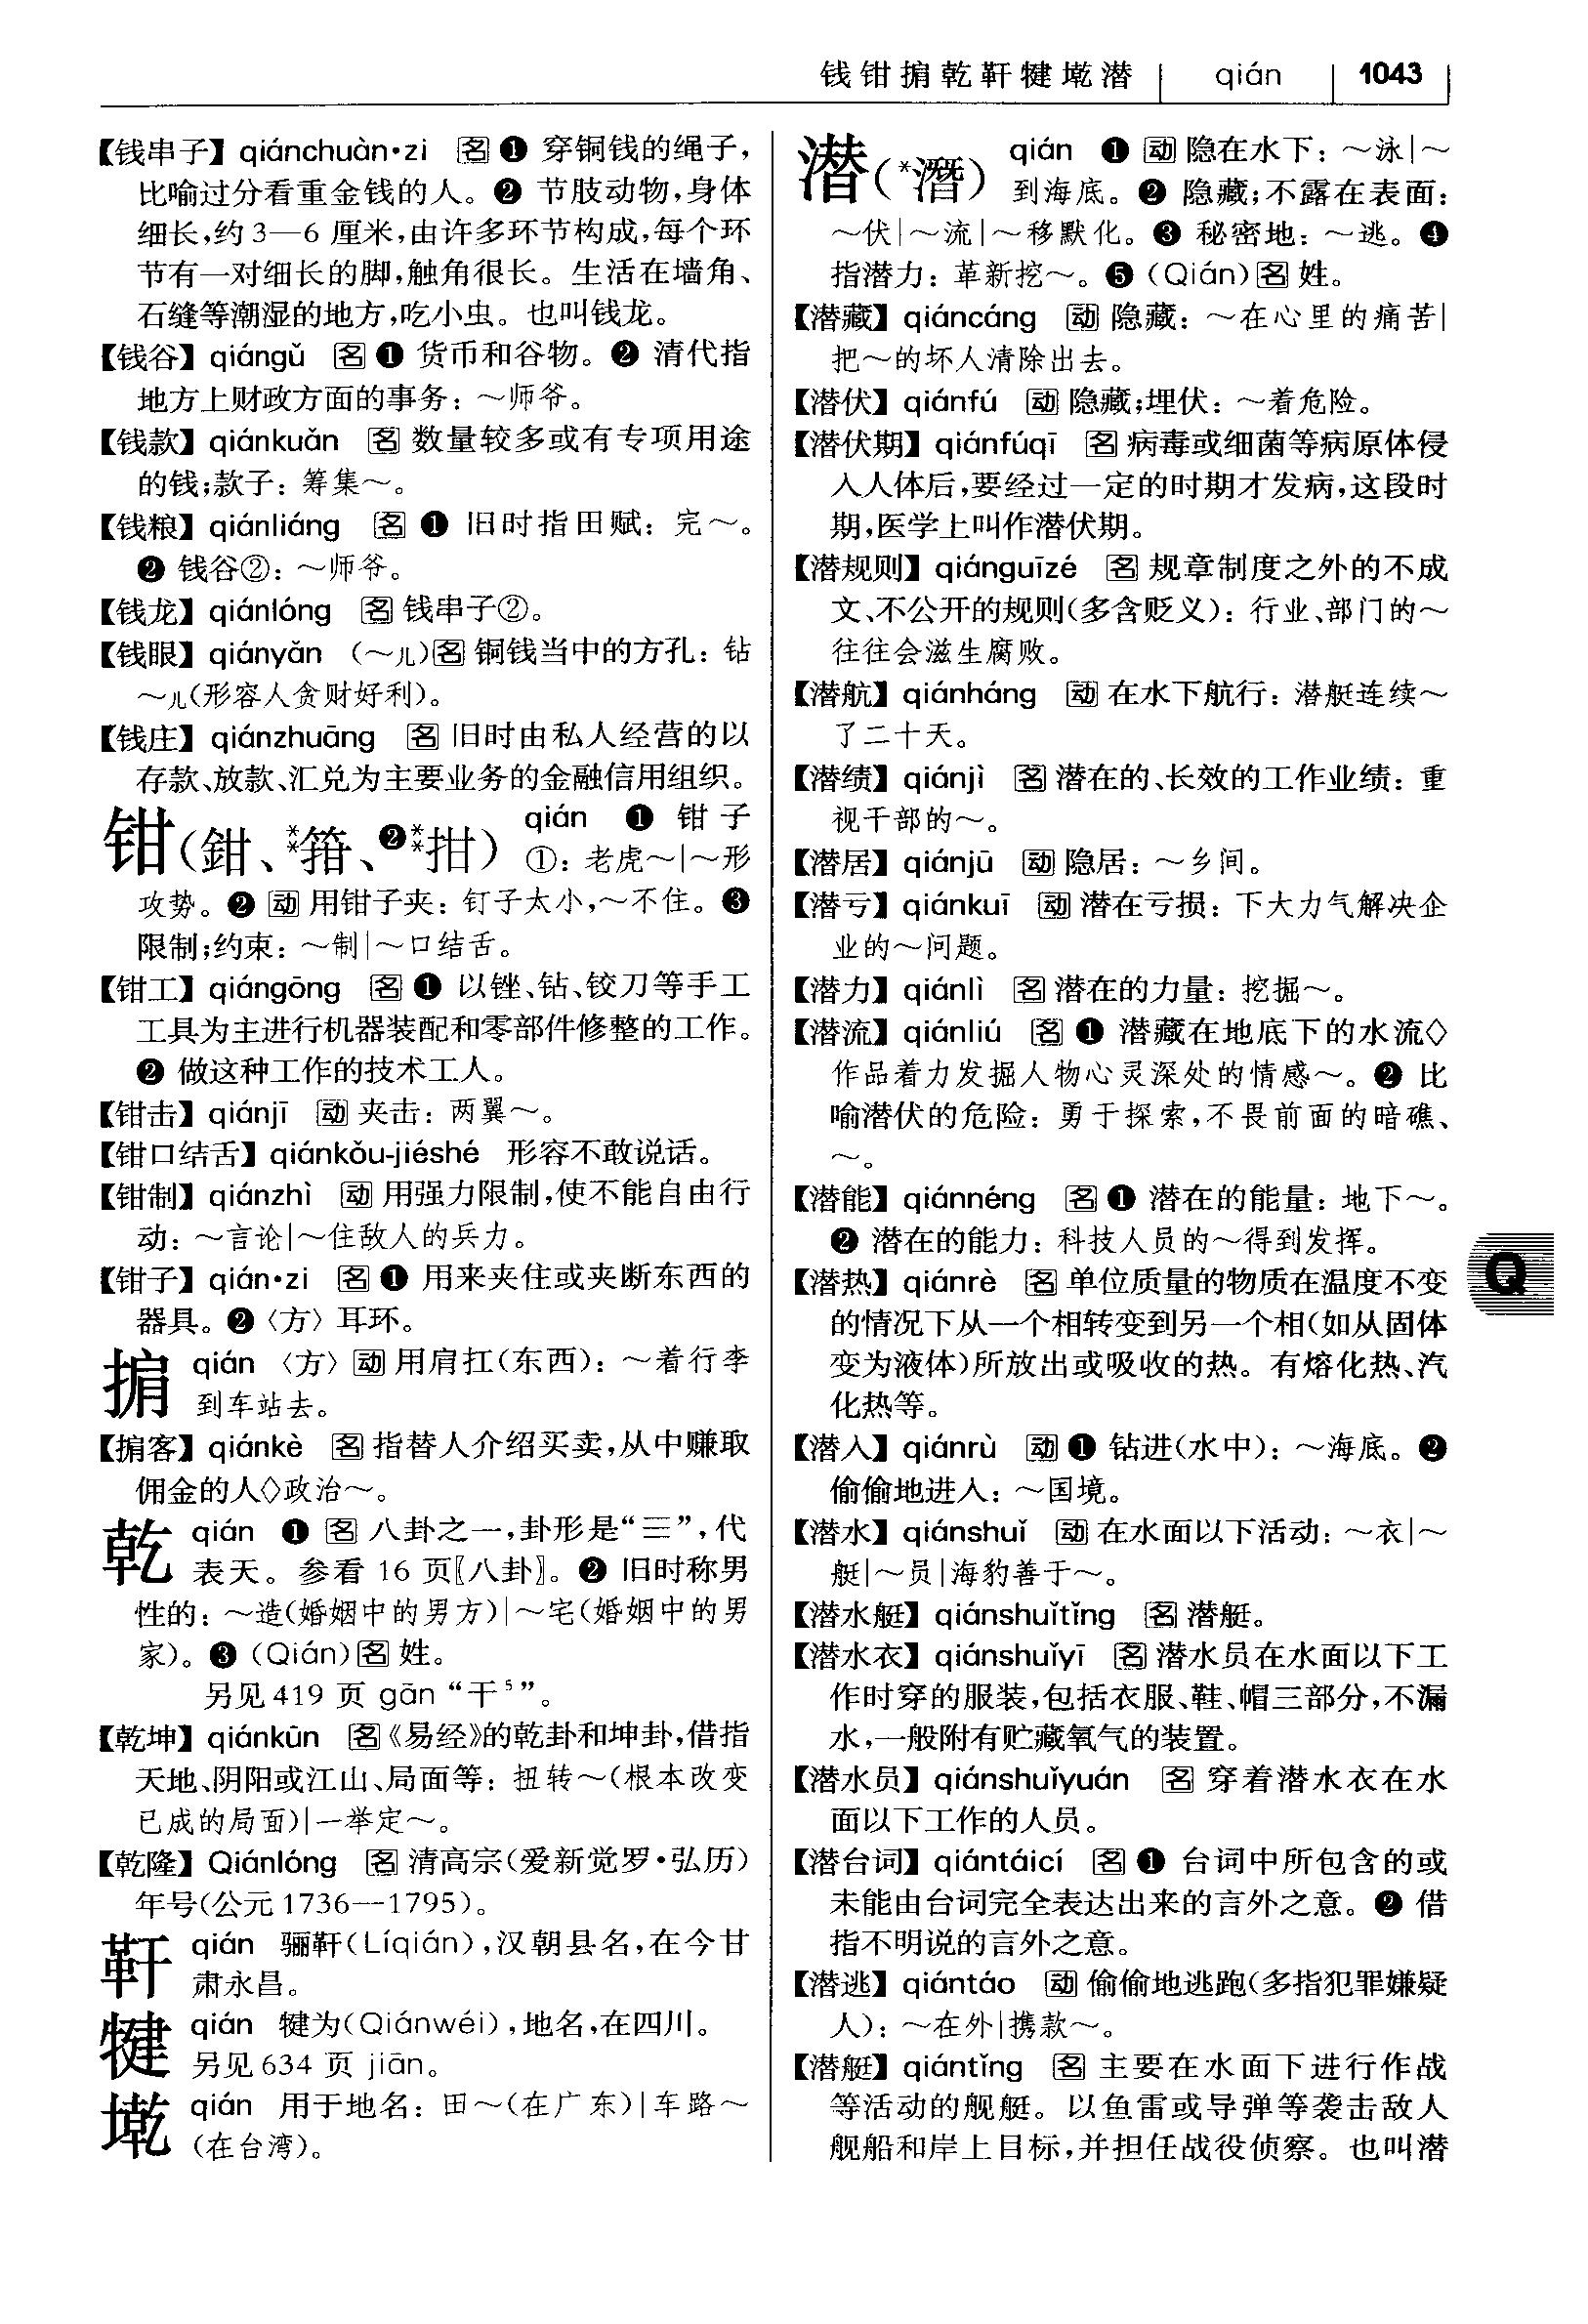 钱钳掮乾靬犍墘潜 qián 1043
【钱串子】qiánchuàn·zi 名 ❶ 穿铜钱的绳子，
比喻过分看重金钱的人。❷ 节肢动物，身体
细长，约3—6厘米，由许多环节构成，每个环
节有一对细长的脚，触角很长。生活在墙角、
石缝等潮湿的地方，吃小虫。也叫钱龙。
【钱谷】qiángǔ 名 ❶ 货币和谷物。❷ 清代指
地方上财政方面的事务：～师爷。
【钱款】qiánkuǎn 名 数量较多或有专项用途
的钱；款子：筹集～。
【钱粮】qiánliáng 名 ❶ 旧时指田赋：完～。
❷ 钱谷②：～师爷。
【钱龙】qiánlóng 名 钱串子②。
【钱眼】qiányǎn （～儿）名 铜钱当中的方孔：钻
～儿（形容人贪财好利）。
【钱庄】qiánzhuāng 名 旧时由私人经营的以
存款、放款、汇兑为主要业务的金融信用组织。
钳（鉗、**箝、❷**拑） qián ❶ 钳子
①：老虎～|～形
攻势。❷ 动 用钳子夹：钉子太小，～不住。❸
限制；约束：～制|～口结舌。
【钳工】qiángōng 名 ❶ 以锉、钻、铰刀等手工
工具为主进行机器装配和零部件修整的工作。
❷ 做这种工作的技术工人。
【钳击】qiánjī 动 夹击：两翼～。
【钳口结舌】qiánkǒu-jiéshé 形容不敢说话。
【钳制】qiánzhì 动 用强力限制，使不能自由行
动：～言论|～住敌人的兵力。
【钳子】qián·zi 名 ❶ 用来夹住或夹断东西的
器具。❷〈方〉耳环。
掮 qián 〈方〉动 用肩扛（东西）：～着行李
到车站去。
【掮客】qiánkè 名 指替人介绍买卖，从中赚取
佣金的人◇政治～。
乾 qián ❶ 名 八卦之一，卦形是“☰”，代
表天。参看16页〖八卦〗。❷ 旧时称男
性的：～造（婚姻中的男方）|～宅（婚姻中的男
家）。❸（Qián）名 姓。
另见419页 gān“干⁵”。
【乾坤】qiánkūn 名《易经》的乾卦和坤卦，借指
天地、阴阳或江山、局面等：扭转～（根本改变
已成的局面）|一举定～。
【乾隆】Qiánlóng 名 清高宗（爱新觉罗·弘历）
年号（公元1736—1795）。
靬 qián 骊靬（Líqián），汉朝县名，在今甘
肃永昌。
犍 qián 犍为（Qiánwéi），地名，在四川。
另见634页 jiān。
墘 qián 用于地名：田～（在广东）|车路～
（在台湾）。
潜（*濳） qián ❶ 动 隐在水下：～泳|～
到海底。❷ 隐藏；不露在表面：
～伏|～流|～移默化。❸ 秘密地：～逃。❹
指潜力：革新挖～。❺（Qián）名 姓。
【潜藏】qiáncáng 动 隐藏：～在心里的痛苦|
把～的坏人清除出去。
【潜伏】qiánfú 动 隐藏；埋伏：～着危险。
【潜伏期】qiánfúqī 名 病毒或细菌等病原体侵
入人体后，要经过一定的时期才发病，这段时
期，医学上叫作潜伏期。
【潜规则】qiánguīzé 名 规章制度之外的不成
文、不公开的规则（多含贬义）：行业、部门的～
往往会滋生腐败。
【潜航】qiánháng 动 在水下航行：潜艇连续～
了二十天。
【潜绩】qiánjì 名 潜在的、长效的工作业绩：重
视干部的～。
【潜居】qiánjū 动 隐居：～乡间。
【潜亏】qiánkuī 动 潜在亏损：下大力气解决企
业的～问题。
【潜力】qiánlì 名 潜在的力量：挖掘～。
【潜流】qiánliú 名 ❶ 潜藏在地底下的水流◇
作品着力发掘人物心灵深处的情感～。❷ 比
喻潜伏的危险：勇于探索，不畏前面的暗礁、
～。
【潜能】qiánnéng 名 ❶ 潜在的能量：地下～。
❷ 潜在的能力：科技人员的～得到发挥。
【潜热】qiánrè 名 单位质量的物质在温度不变
的情况下从一个相转变到另一个相（如从固体
变为液体）所放出或吸收的热。有熔化热、汽
化热等。
【潜入】qiánrù 动 ❶ 钻进（水中）：～海底。❷
偷偷地进入：～国境。
【潜水】qiánshuǐ 动 在水面以下活动：～衣|～
艇|～员|海豹善于～。
【潜水艇】qiánshuǐtǐng 名 潜艇。
【潜水衣】qiánshuǐyī 名 潜水员在水面以下工
作时穿的服装，包括衣服、鞋、帽三部分，不漏
水，一般附有贮藏氧气的装置。
【潜水员】qiánshuǐyuán 名 穿着潜水衣在水
面以下工作的人员。
【潜台词】qiántáicí 名 ❶ 台词中所包含的或
未能由台词完全表达出来的言外之意。❷ 借
指不明说的言外之意。
【潜逃】qiántáo 动 偷偷地逃跑（多指犯罪嫌疑
人）：～在外|携款～。
【潜艇】qiántǐng 名 主要在水面下进行作战
等活动的舰艇。以鱼雷或导弹等袭击敌人
舰船和岸上目标，并担任战役侦察。也叫潜
Q